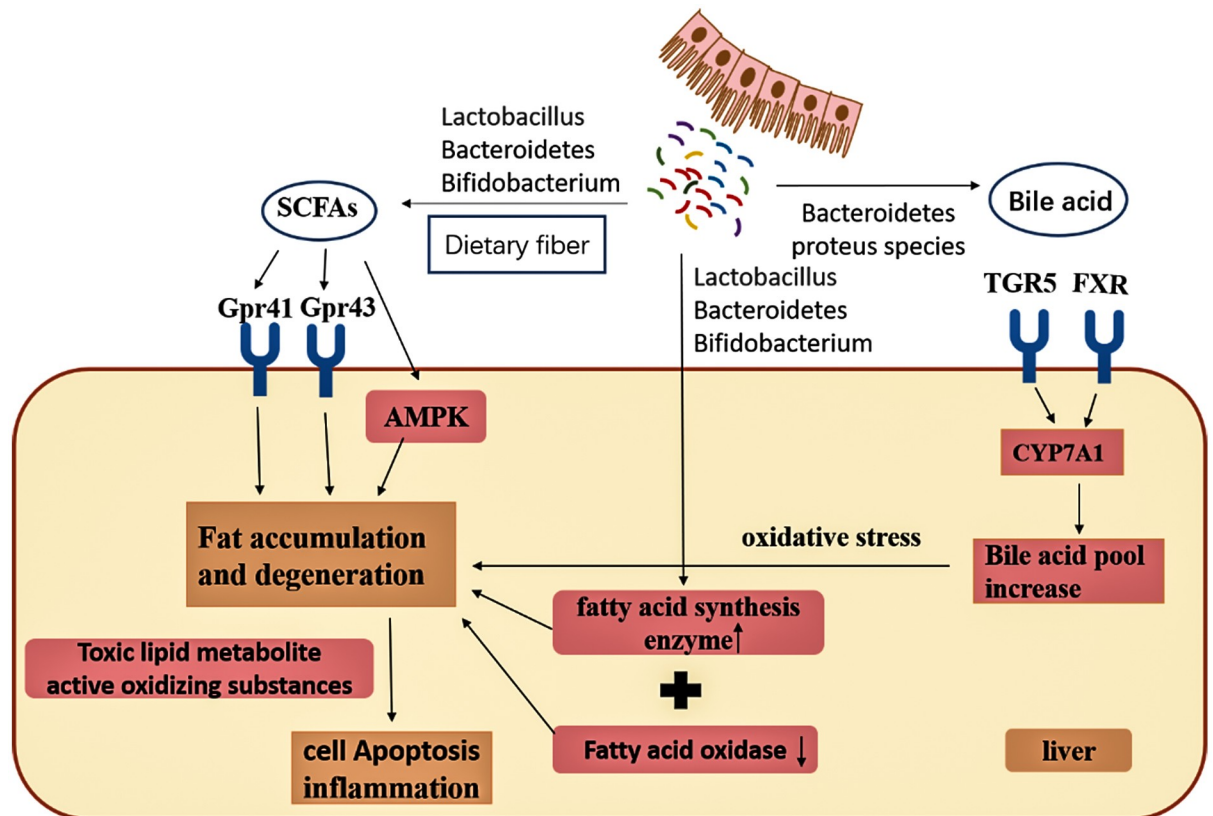 Lactobacillus
Bacteroidetes
Bifidobacterium
SCFAs
Dietary fiber
Bile acid
Bacteroidetes
proteus species
Lactobacillus
Bacteroidetes
Bifidobacterium
TGR5 FXR
Gpr41 Gpr43
AMPK
CYP7A1
Fat accumulation
and degeneration
oxidative stress
Bile acid pool
increase
fatty acid synthesis
enzyme↑
Toxic lipid metabolite
active oxidizing substances
+
cell Apoptosis
inflammation
Fatty acid oxidase↓
liver